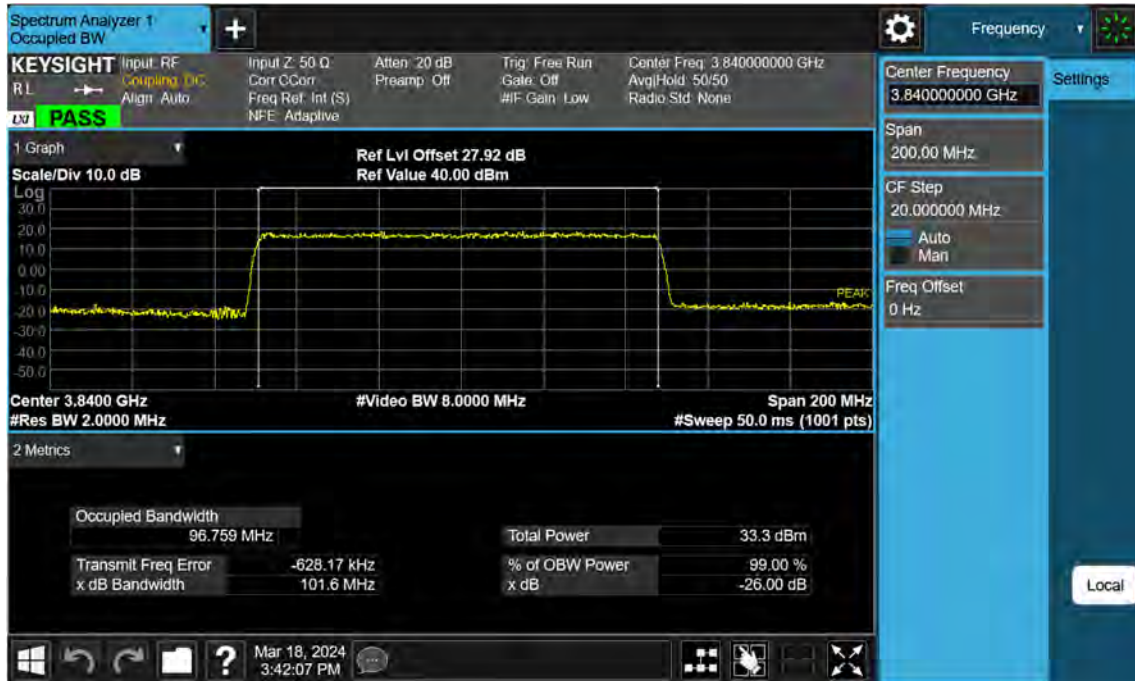 Spectrum Analyzer 1
Occupied BW
+
Frequency
KEYSIGHT Input: RF Input Z: 50 Ω Atten: 20 dB Trig: Free Run Center Freq: 3.840000000 GHz
RL Coupling: DC Corr CCorr Preamp: Off Gate: Off Avg|Hold: 50/50
Align: Auto Freq Ref: Int (S) #IF Gain: Low Radio Std: None
LXI PASS NFE: Adaptive
1 Graph
Scale/Div 10.0 dB
Ref Lvl Offset 27.92 dB
Ref Value 40.00 dBm
Log
30.0
20.0
10.0
0.00
-10.0
-20.0
-30.0
-40.0
-50.0
PEAK
Center 3.8400 GHz #Video BW 8.0000 MHz Span 200 MHz
#Res BW 2.0000 MHz #Sweep 50.0 ms (1001 pts)
2 Metrics
Occupied Bandwidth
96.759 MHz
Total Power 33.3 dBm
Transmit Freq Error -628.17 kHz % of OBW Power 99.00 %
x dB Bandwidth 101.6 MHz x dB -26.00 dB
Center Frequency
3.840000000 GHz
Settings
Span
200.00 MHz
CF Step
20.000000 MHz
Auto
Man
Freq Offset
0 Hz
Local
?
Mar 18, 2024
3:42:07 PM